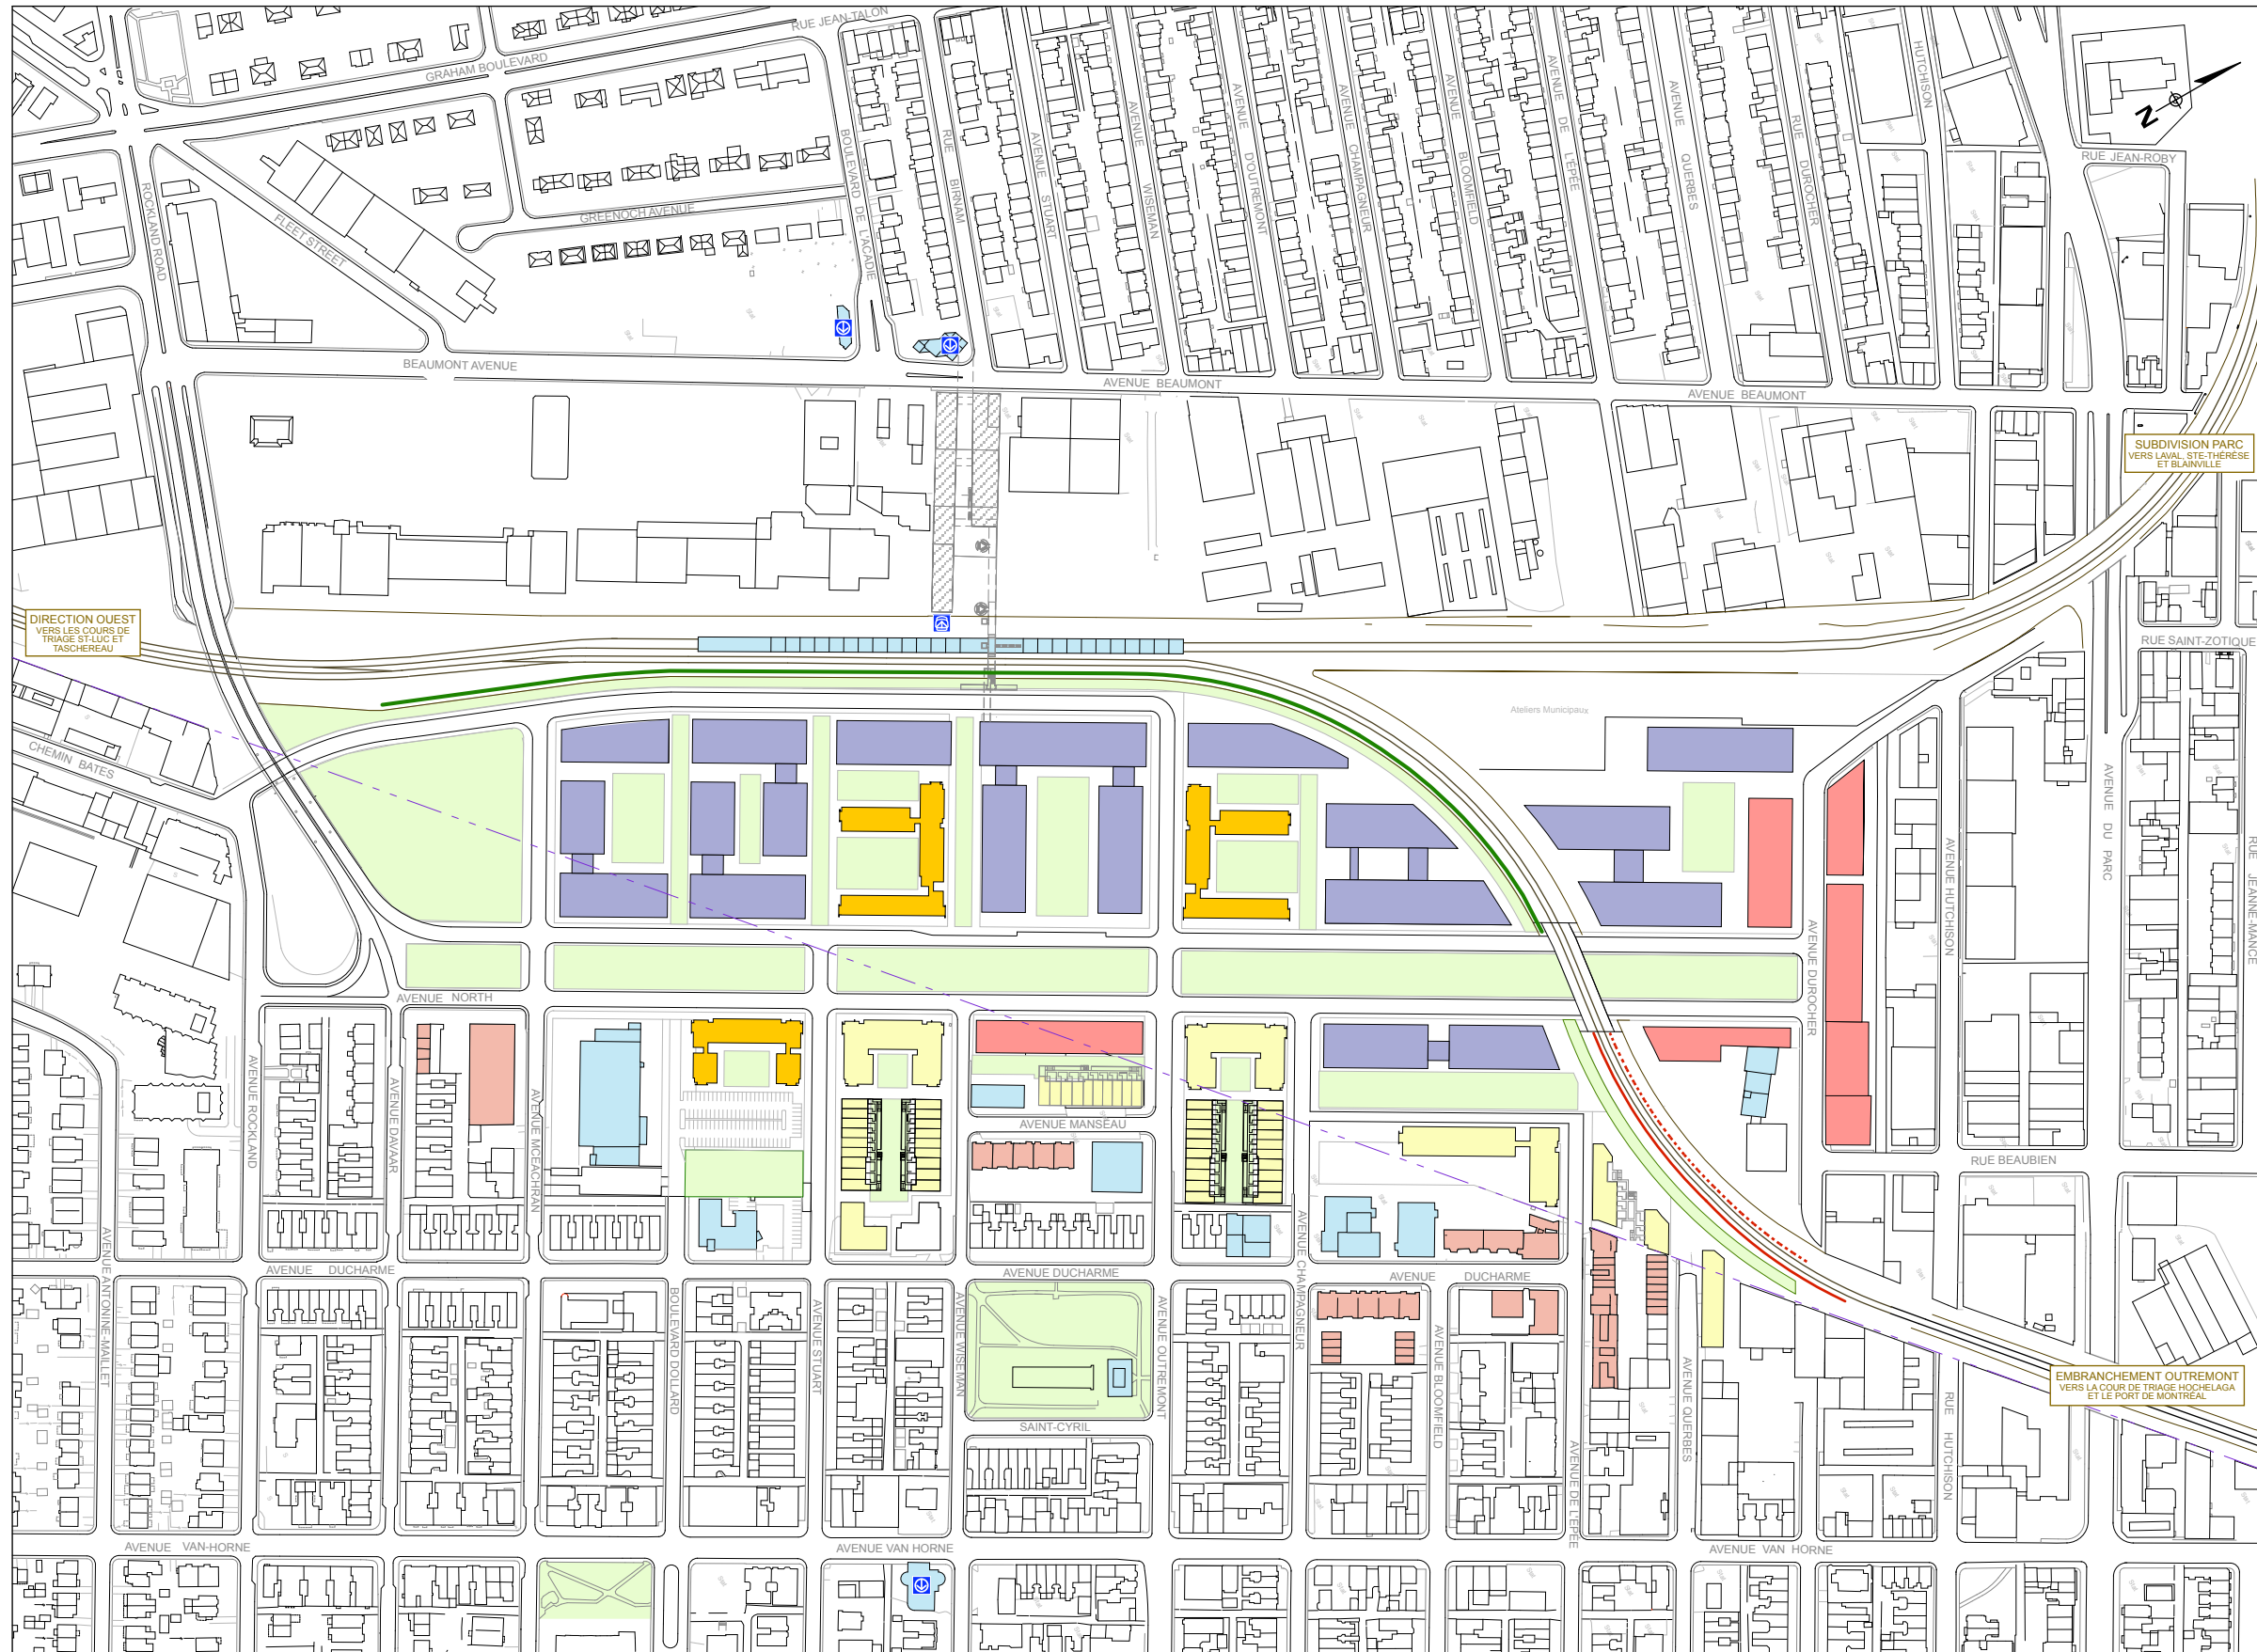 RUE JEAN-TALON
GRAHAM BOULEVARD
HUTCHISON
N
RUE JEAN-ROBY
ROCKLAND ROAD
FLEET STREET
GREENOCH AVENUE
BOULEVARD DE L'ACADIE
RUE BIRNAM
AVENUE STUART
AVENUE WISEMAN
AVENUE D'OUTREMONT
AVENUE CHAMPAGNEUR
AVENUE BLOOMFIELD
AVENUE DE L'ÉPÉE
AVENUE QUERBES
RUE DUROCHER
BEAUMONT AVENUE
AVENUE BEAUMONT
AVENUE BEAUMONT
SUBDIVISION PARC
VERS LAVAL, STE-THÉRÈSE
ET BLAINVILLE
DIRECTION OUEST
VERS LES COURS DE
TRIAGE ST-LUC ET
TASCHEREAU
RUE SAINT-ZOTIQUE
Ateliers Municipaux
CHEMIN BATES
AVENUE DU PARC
AVENUE HUTCHISON
RUE JEANNE-MANCE
AVENUE DUROCHER
AVENUE NORTH
AVENUE ROCKLAND
AVENUE DAVAAR
AVENUE MCEACHRAN
AVENUE MANSEAU
RUE BEAUBIEN
AVENUE ANTONINE-MAILLET
AVENUE CHAMPAGNEUR
AVENUE DUCHARME
AVENUE DUCHARME
AVENUE DUCHARME
BOULEVARD DOLLARD
AVENUE STUART
AVENUE WISEMAN
AVENUE OUTREMONT
AVENUE BLOOMFIELD
AVENUE QUERBES
AVENUE DE L'ÉPÉE
RUE HUTCHISON
EMBRANCHEMENT OUTREMONT
VERS LA COUR DE TRIAGE HOCHELAGA
ET LE PORT DE MONTRÉAL
SAINT-CYRIL
AVENUE VAN-HORNE
AVENUE VAN HORNE
AVENUE VAN HORNE